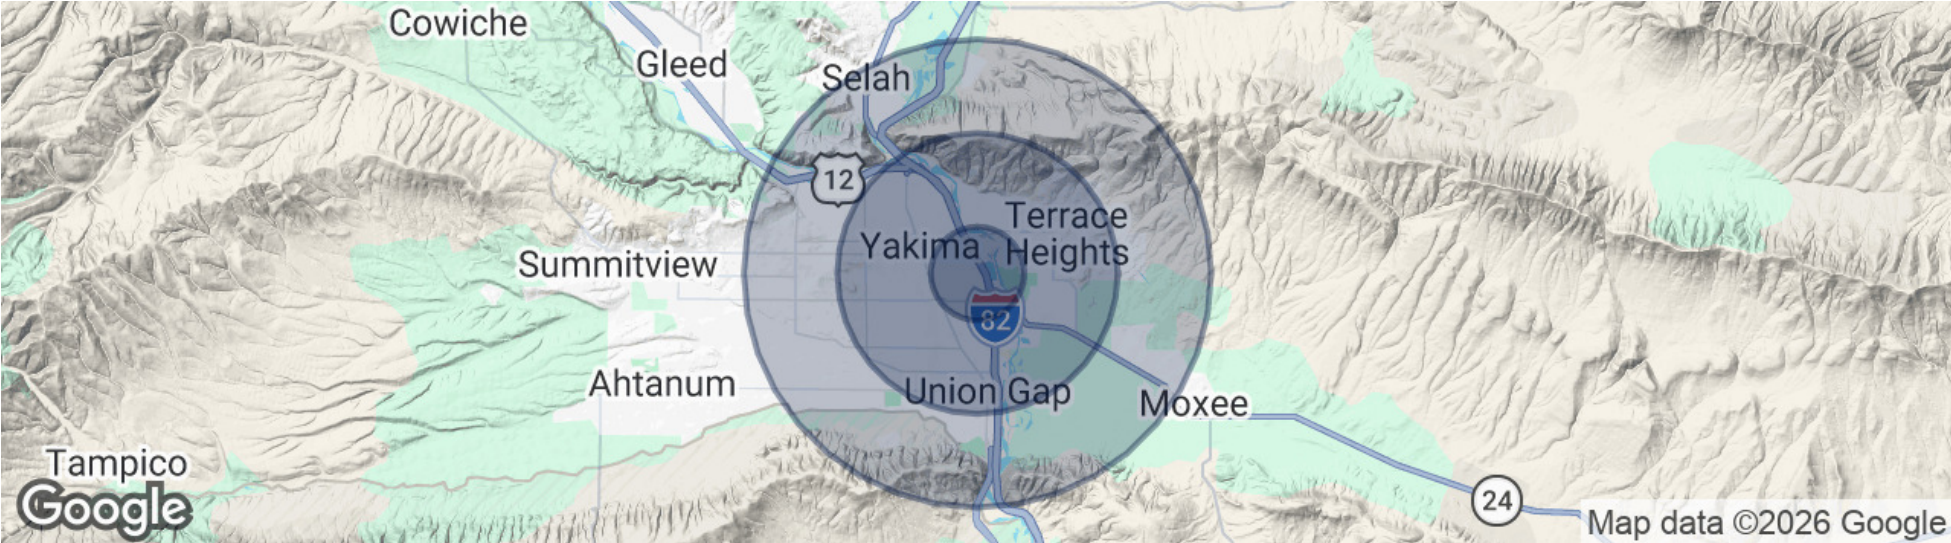 Cowiche
Gleed
Selah
12
Terrace
Heights
Yakima
Summitview
82
Ahtanum
Union Gap
Moxee
Tampico
Google
24
Map data ©2026 Google